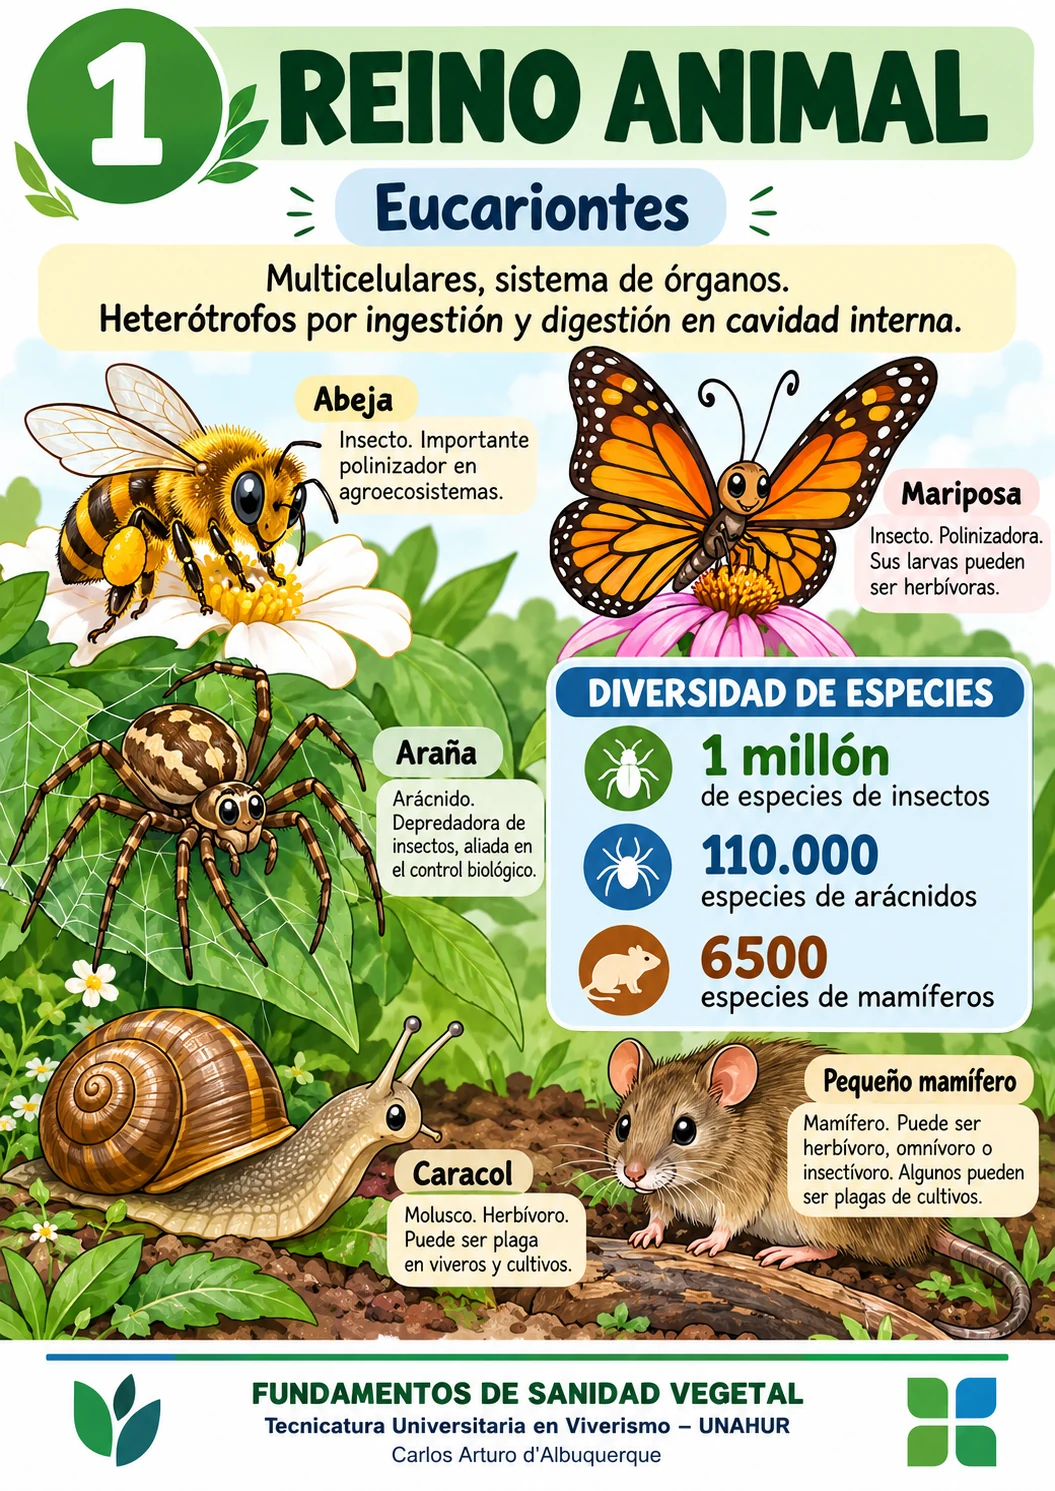 1
REINO ANIMAL
Eucariontes
Multicelulares, sistema de órganos.
Heterótrofos por ingestión y digestión en cavidad interna.
Abeja
Insecto. Importante
polinizador en
agroecosistemas.
Mariposa
Insecto. Polinizadora.
Sus larvas pueden
ser herbívoras.
Araña
Arácnido.
Depredadora de
insectos, aliada en
el control biológico.
DIVERSIDAD DE ESPECIES
1 millón
de especies de insectos
110.000
especies de arácnidos
6500
especies de mamíferos
Caracol
Molusco. Herbívoro.
Puede ser plaga
en viveros y cultivos.
Pequeño mamífero
Mamífero. Puede ser
herbívoro, omnívoro o
insectívoro. Algunos pueden
ser plagas de cultivos.
FUNDAMENTOS DE SANIDAD VEGETAL
Tecnicatura Universitaria en Viverismo – UNAHUR
Carlos Arturo d'Albuquerque